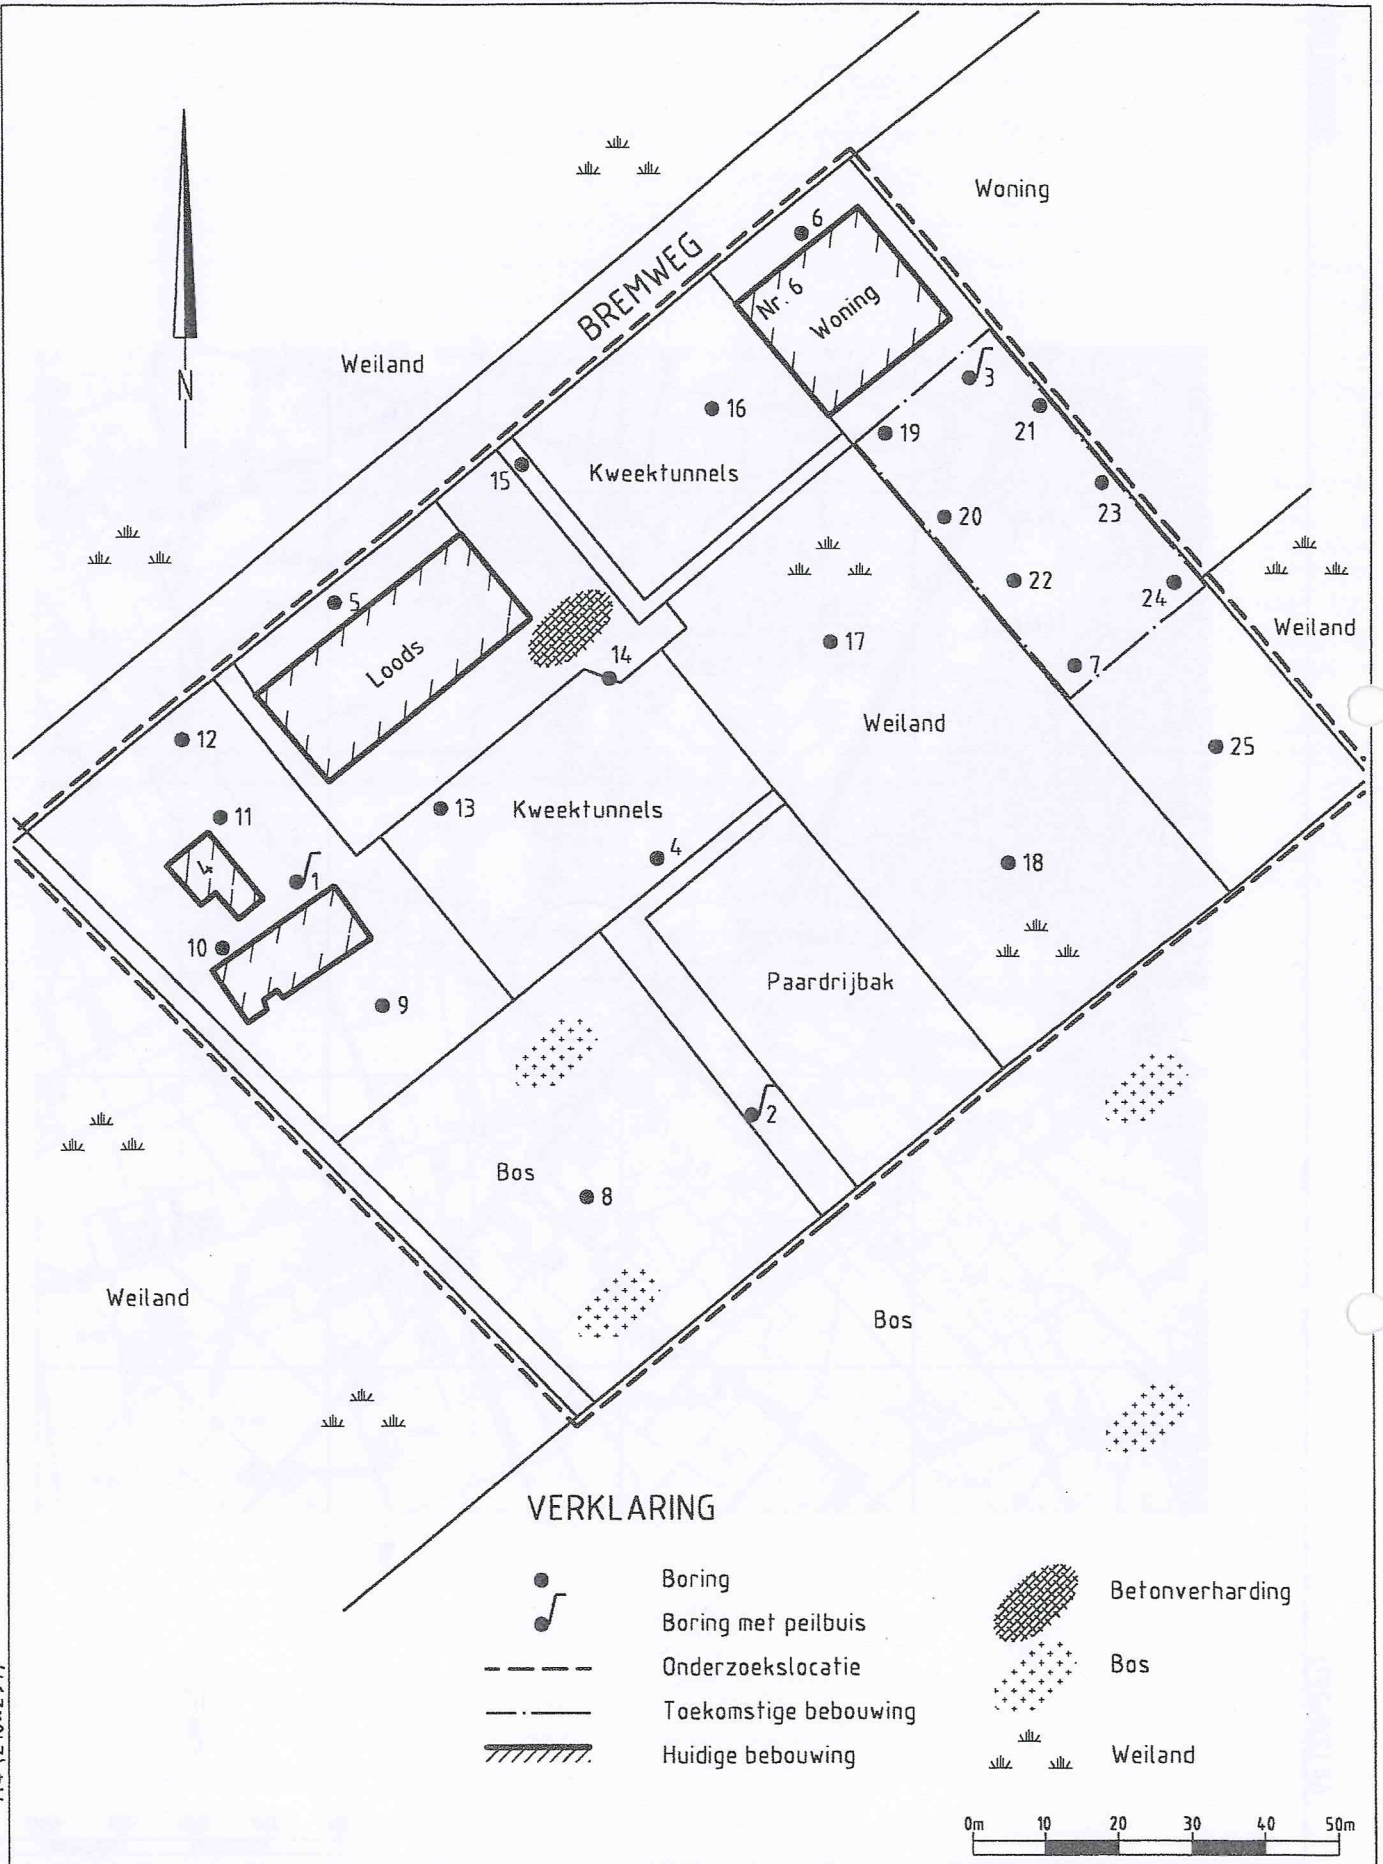 Woning
6
BREMWEG
Nr. 6
Woning
N
Weiland
3
16
19
21
15
Kweektunnels
20
23
22
24
5
Weiland
14
17
Loods
7
Weiland
12
25
13
Kweektunnels
11
4
18
4
1
10
Paardrijbak
9
2
Bos
8
Weiland
Bos
VERKLARING
Boring
Boring met peilbuis
Onderzoekslocatie
Toekomstige bebouwing
Huidige bebouwing
Betonverharding
Bos
Weiland
0m 10 20 30 40 50m